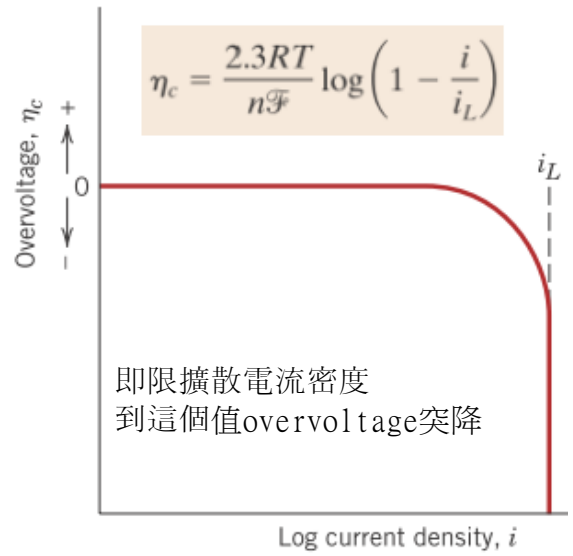 η_c = 2.3RT / nℱ log(1 − i / i_L)
Overvoltage, η_c
+
0
−
i_L
即限擴散電流密度
到這個值overvoltage突降
Log current density, i